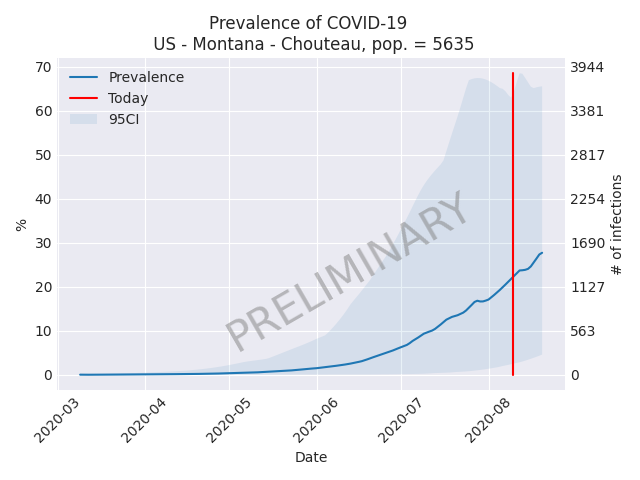 Prevalence of COVID-19
US - Montana - Chouteau, pop. = 5635
70
60
50
40
30
20
10
0
%
3944
3381
2817
2254
1690
1127
563
0
# of infections
Prevalence
Today
95CI
PRELIMINARY
2020-03
2020-04
2020-05
2020-06
2020-07
2020-08
Date